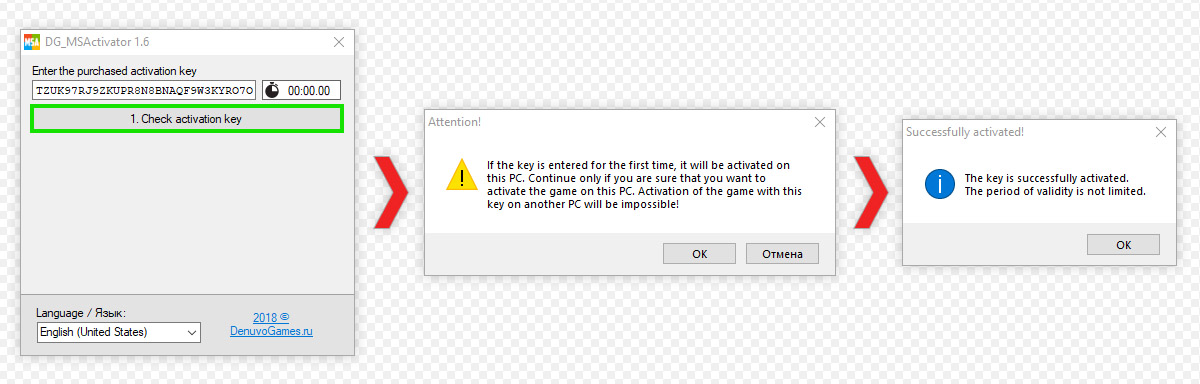 MSA DG_MSActivator 1.6
Enter the purchased activation key
TZUK97RJ9ZKUPR8N8BNAQF9W3KYRO7O 00:00.00
1. Check activation key
Language / Язык:
English (United States)
2018 ©
DenuvoGames.ru
Attention!
If the key is entered for the first time, it will be activated on
this PC. Continue only if you are sure that you want to
activate the game on this PC. Activation of the game with this
key on another PC will be impossible!
OK Отмена
Successfully activated!
The key is successfully activated.
The period of validity is not limited.
OK